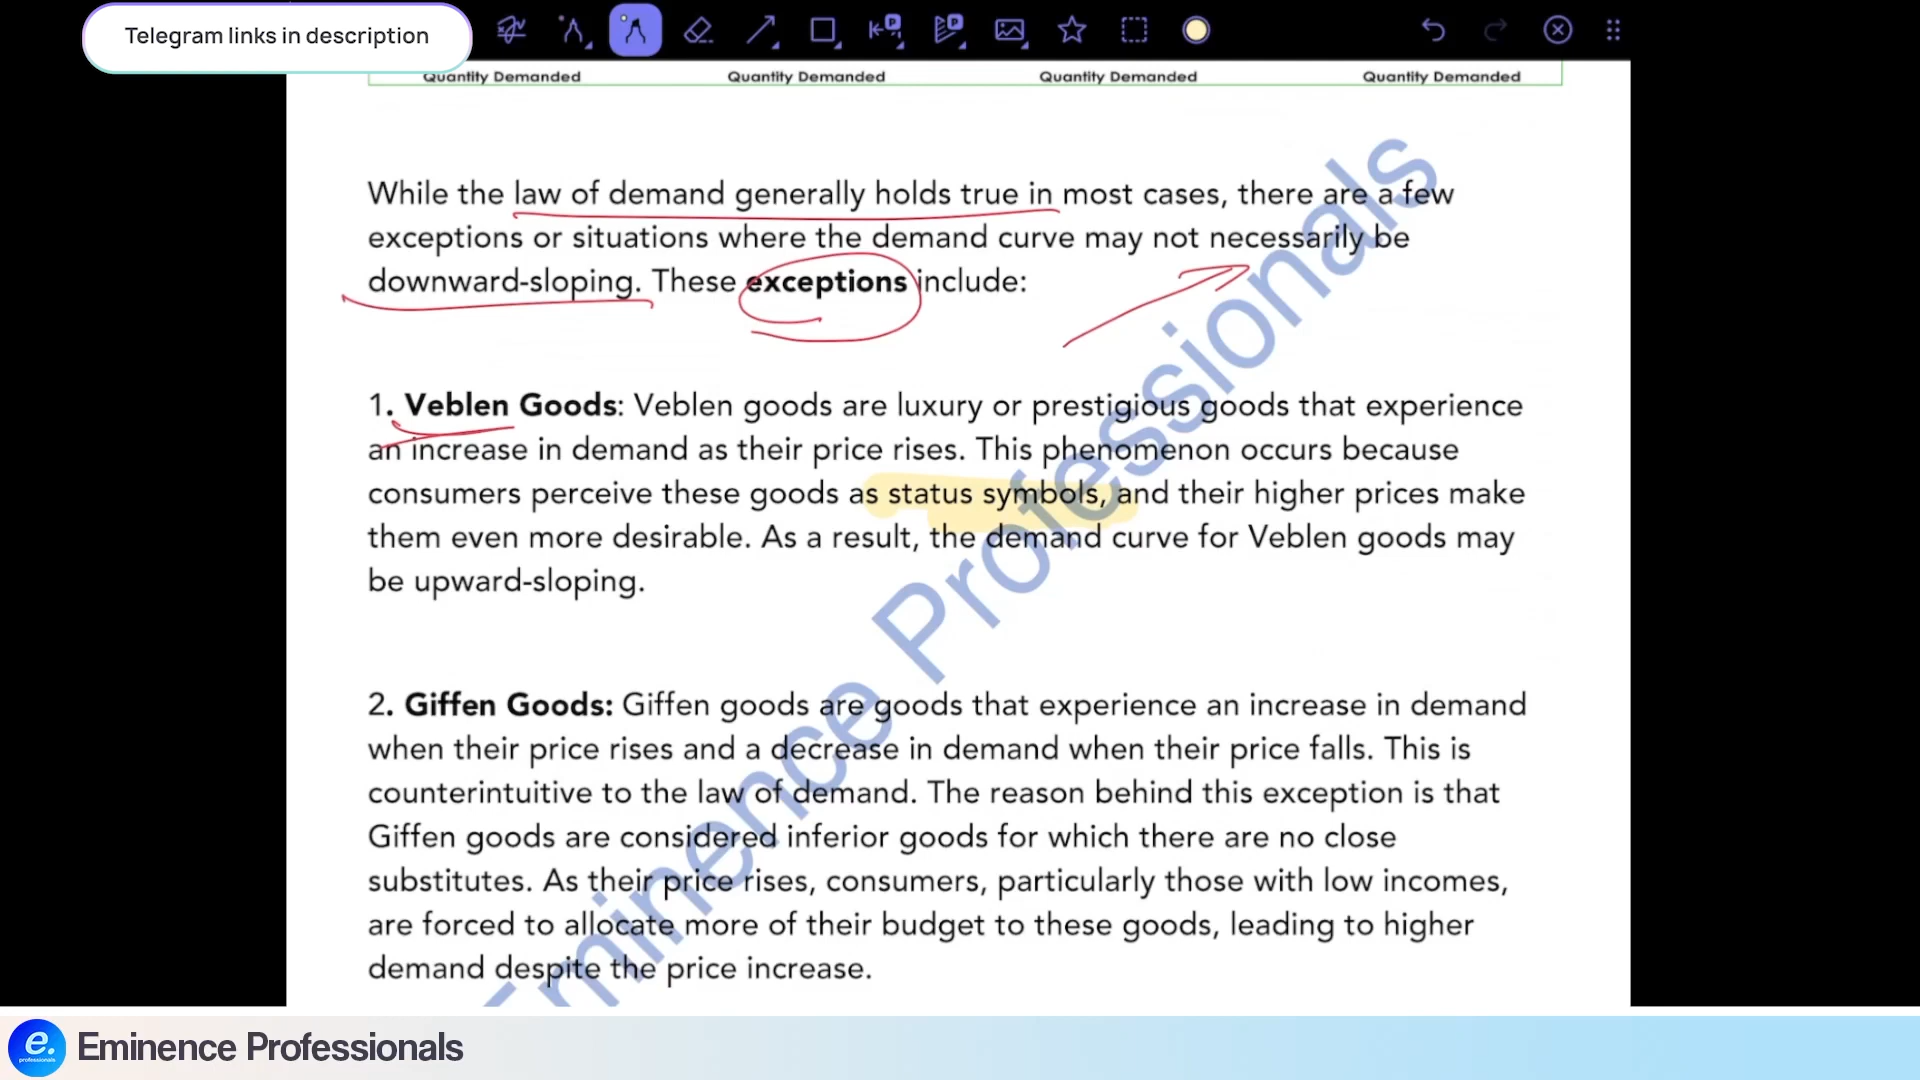 Telegram links in description
Quantity Demanded Quantity Demanded Quantity Demanded Quantity Demanded
While the law of demand generally holds true in most cases, there are a few
exceptions or situations where the demand curve may not necessarily be
downward-sloping. These exceptions include:
1. Veblen Goods: Veblen goods are luxury or prestigious goods that experience
an increase in demand as their price rises. This phenomenon occurs because
consumers perceive these goods as status symbols, and their higher prices make
them even more desirable. As a result, the demand curve for Veblen goods may
be upward-sloping.
2. Giffen Goods: Giffen goods are goods that experience an increase in demand
when their price rises and a decrease in demand when their price falls. This is
counterintuitive to the law of demand. The reason behind this exception is that
Giffen goods are considered inferior goods for which there are no close
substitutes. As their price rises, consumers, particularly those with low incomes,
are forced to allocate more of their budget to these goods, leading to higher
demand despite the price increase.
Eminence Professionals
e.
professionals
Eminence Professionals